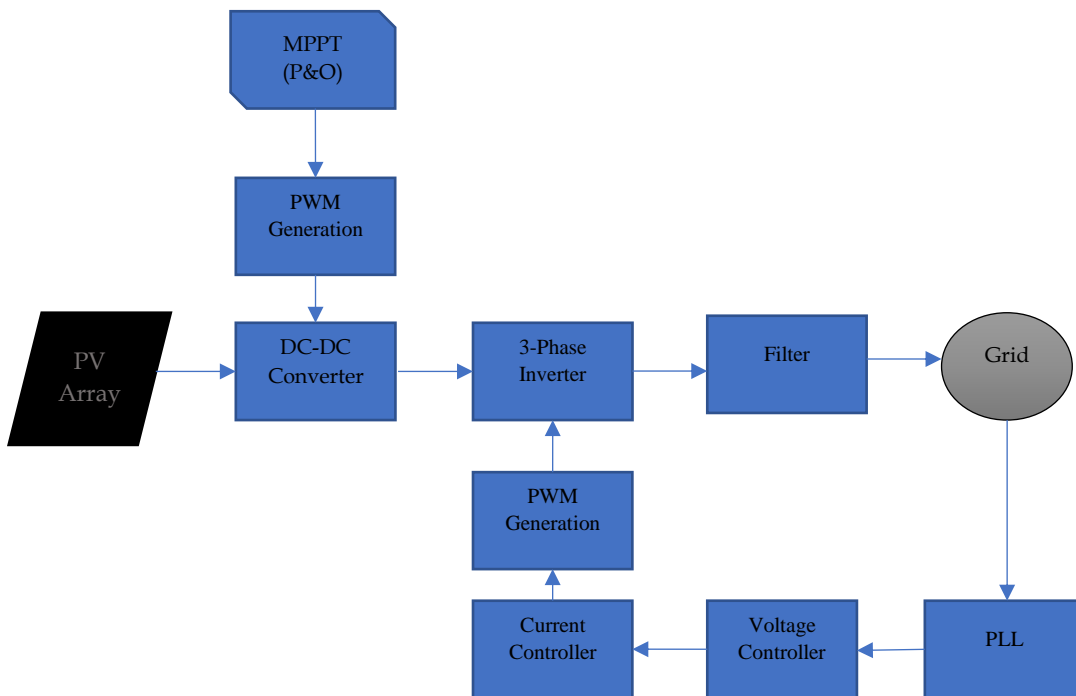 MPPT
(P&O)
PWM
Generation
PV
Array
DC-DC
Converter
3-Phase
Inverter
Filter
Grid
PWM
Generation
Current
Controller
Voltage
Controller
PLL